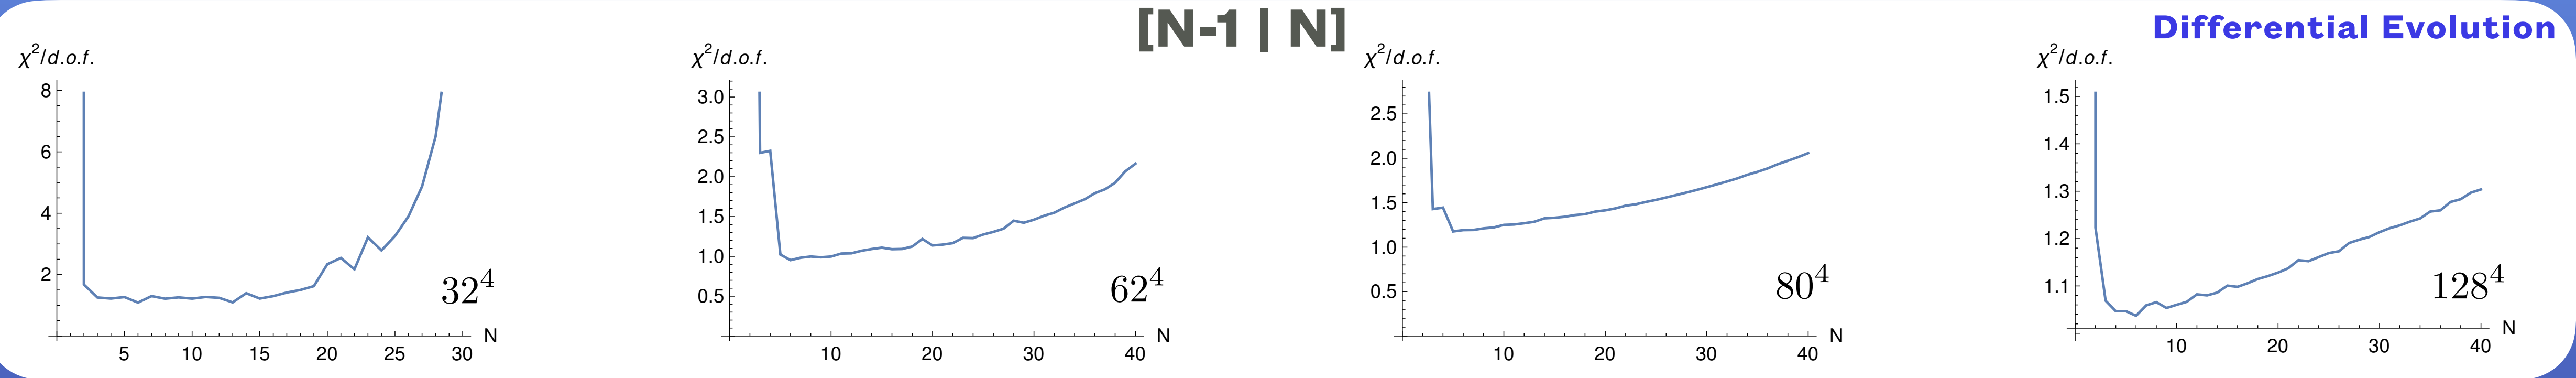 [N-1 | N]
Differential Evolution
χ²/d.o.f.
8
6
4
2
5 10 15 20 25 30
N
32⁴
χ²/d.o.f.
3.0
2.5
2.0
1.5
1.0
0.5
10 20 30 40
N
62⁴
χ²/d.o.f.
2.5
2.0
1.5
1.0
0.5
10 20 30 40
N
80⁴
χ²/d.o.f.
1.5
1.4
1.3
1.2
1.1
10 20 30 40
N
128⁴